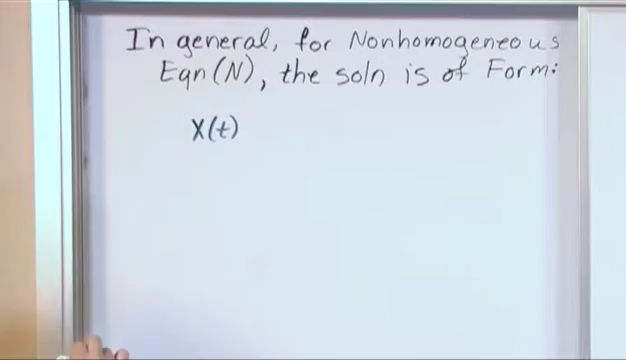 In general, for Nonhomogeneous
Eqn (N), the soln is of Form:
X(t)